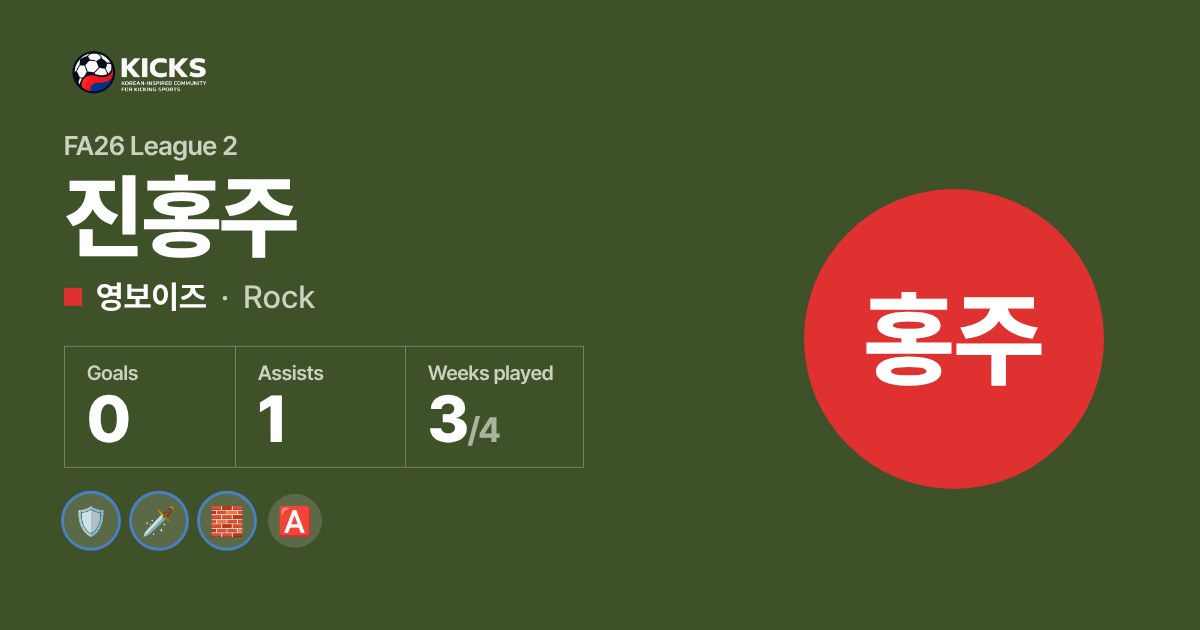 KICKS
KOREAN-INSPIRED COMMUNITY
FOR KICKING SPORTS
FA26 League 2
진홍주
영보이즈 · Rock
Goals
0
Assists
1
Weeks played
3/4
A
홍주